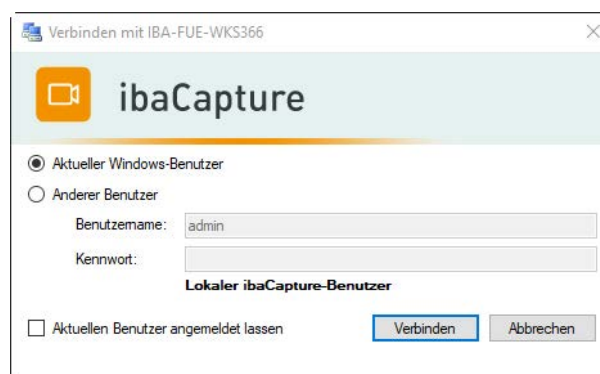 Verbinden mit IBA-FUE-WKS366
ibaCapture
Aktueller Windows-Benutzer
Anderer Benutzer
Benutzername: admin
Kennwort:
Lokaler ibaCapture-Benutzer
Aktuellen Benutzer angemeldet lassen Verbinden Abbrechen